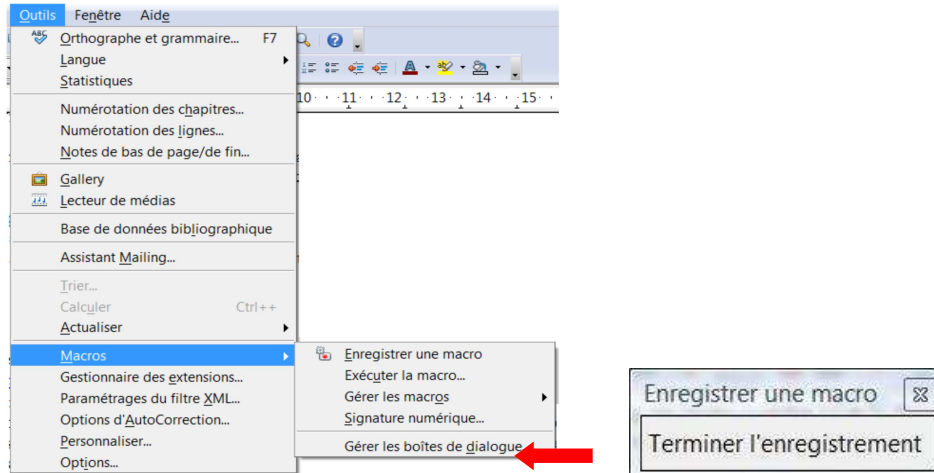 Outils Fenêtre Aide
Orthographe et grammaire... F7
Langue
Statistiques
10 11 12 13 14 15
Numérotation des chapitres...
Numérotation des lignes...
Notes de bas de page/de fin...
Gallery
Lecteur de médias
Base de données bibliographique
Assistant Mailing...
Trier...
Calculer Ctrl++
Actualiser
Macros
Gestionnaire des extensions...
Paramétrages du filtre XML...
Options d'AutoCorrection...
Personnaliser...
Options...
Enregistrer une macro
Exécuter la macro...
Gérer les macros
Signature numérique...
Gérer les boîtes de dialogue
Enregistrer une macro
Terminer l'enregistrement